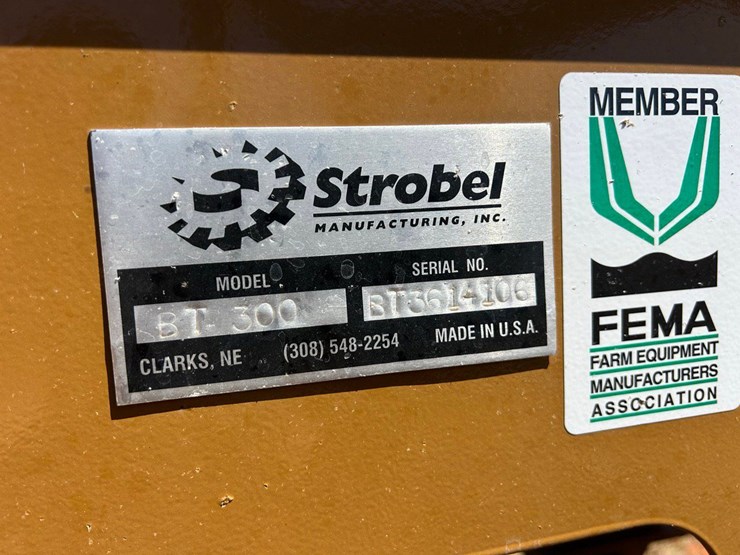 Strobel
MANUFACTURING, INC.
MODEL
SERIAL NO.
BT-300
BT3614106
CLARKS, NE
(308) 548-2254
MADE IN U.S.A.
MEMBER
FEMA
FARM EQUIPMENT
MANUFACTURERS
ASSOCIATION